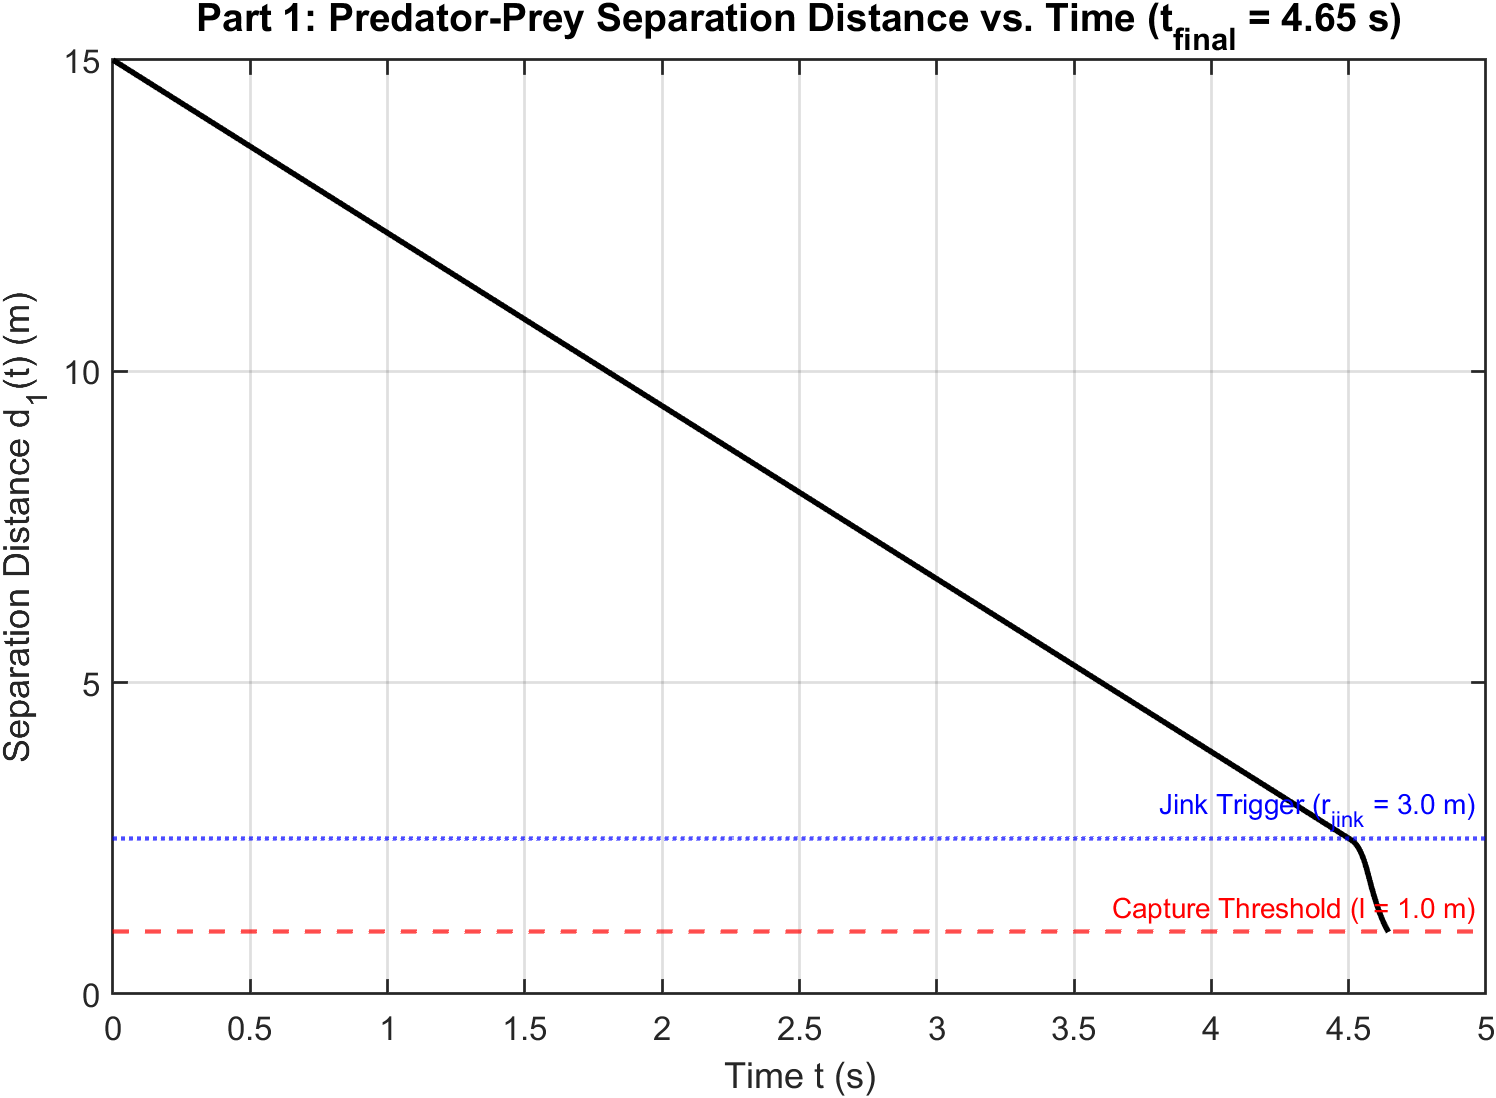 Part 1: Predator-Prey Separation Distance vs. Time (t_final = 4.65 s)
Separation Distance d_1(t) (m)
15
10
5
0
Jink Trigger (r_jink = 3.0 m)
Capture Threshold (l = 1.0 m)
0 0.5 1 1.5 2 2.5 3 3.5 4 4.5 5
Time t (s)